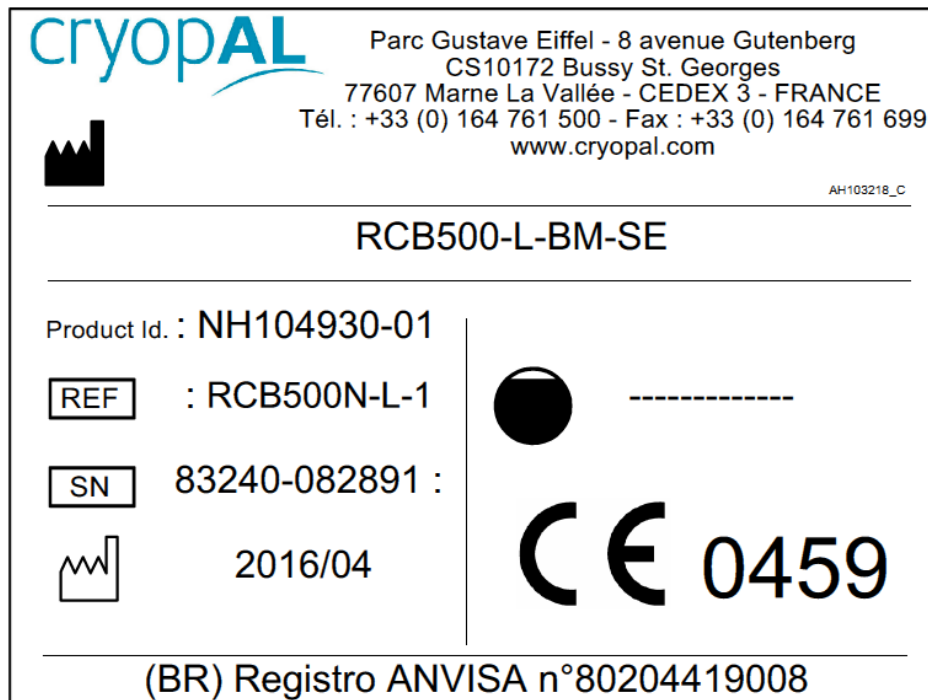 cryopAL
Parc Gustave Eiffel - 8 avenue Gutenberg
CS10172 Bussy St. Georges
77607 Marne La Vallée - CEDEX 3 - FRANCE
Tél. : +33 (0) 164 761 500 - Fax : +33 (0) 164 761 699
www.cryopal.com
AH103218_C
RCB500-L-BM-SE
Product Id. : NH104930-01
REF : RCB500N-L-1
SN 83240-082891 :
2016/04
-------------
CE 0459
(BR) Registro ANVISA n°80204419008